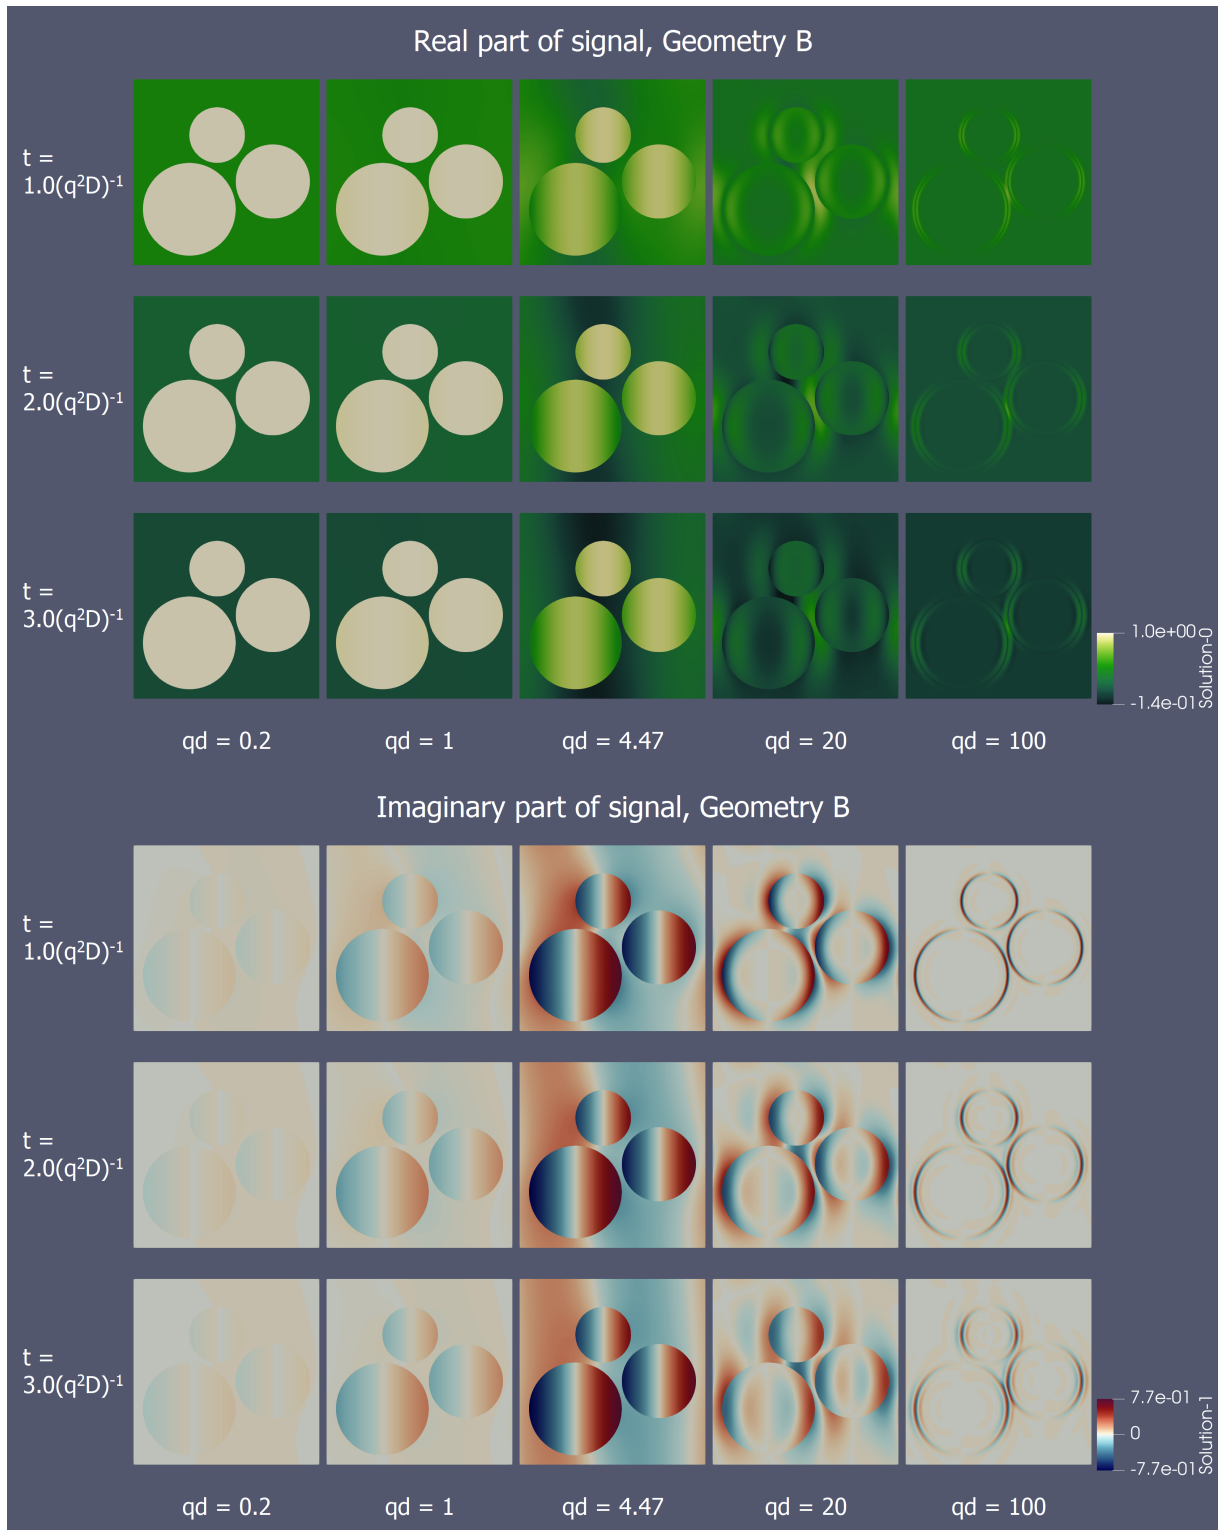 Real part of signal, Geometry B
t =
1.0(q²D)⁻¹
t =
2.0(q²D)⁻¹
t =
3.0(q²D)⁻¹
1.0e+00
-1.4e-01
Solution-0
qd = 0.2 qd = 1 qd = 4.47 qd = 20 qd = 100
Imaginary part of signal, Geometry B
t =
1.0(q²D)⁻¹
t =
2.0(q²D)⁻¹
t =
3.0(q²D)⁻¹
7.7e-01
0
-7.7e-01
Solution-1
qd = 0.2 qd = 1 qd = 4.47 qd = 20 qd = 100